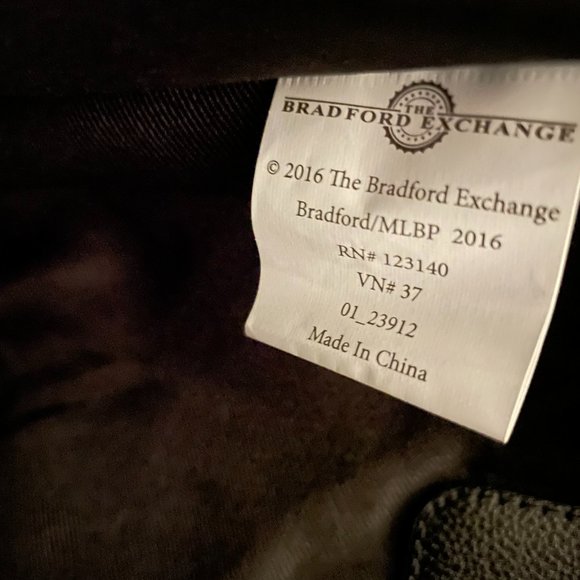 THE
BRADFORD EXCHANGE
© 2016 The Bradford Exchange
Bradford/MLBP 2016
RN# 123140
VN# 37
01_23912
Made In China